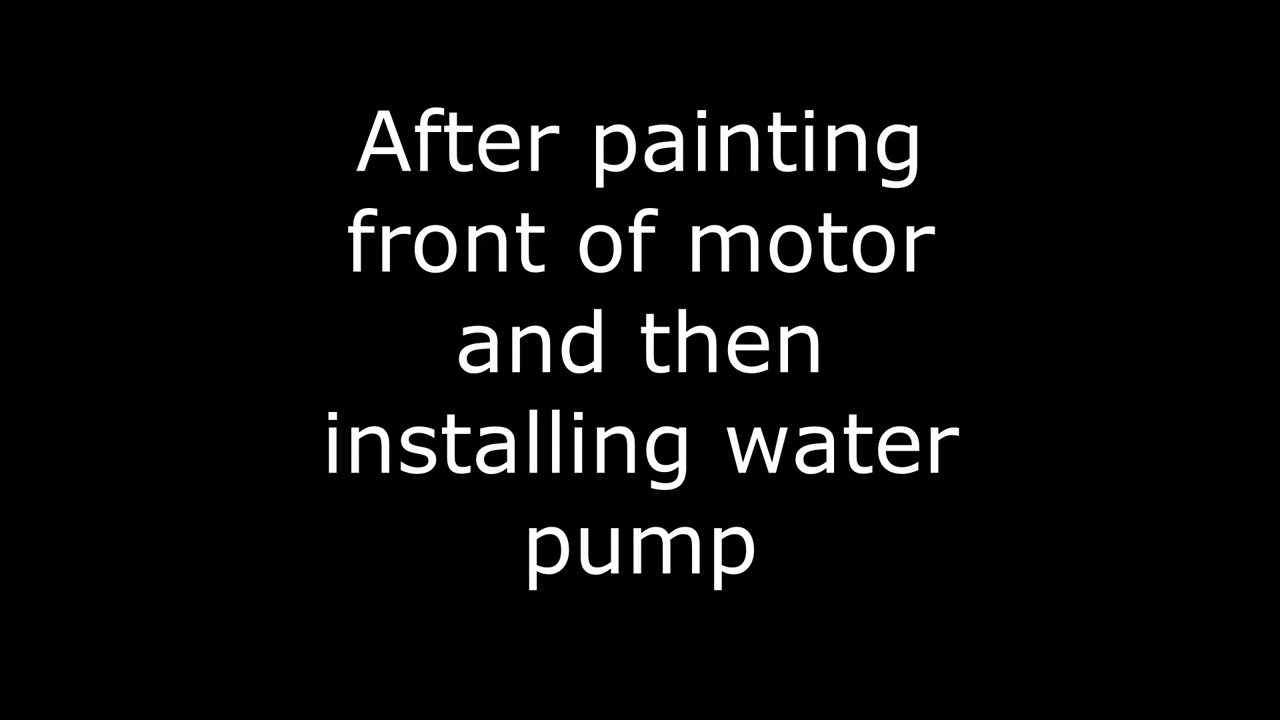 After painting
front of motor
and then
installing water
pump